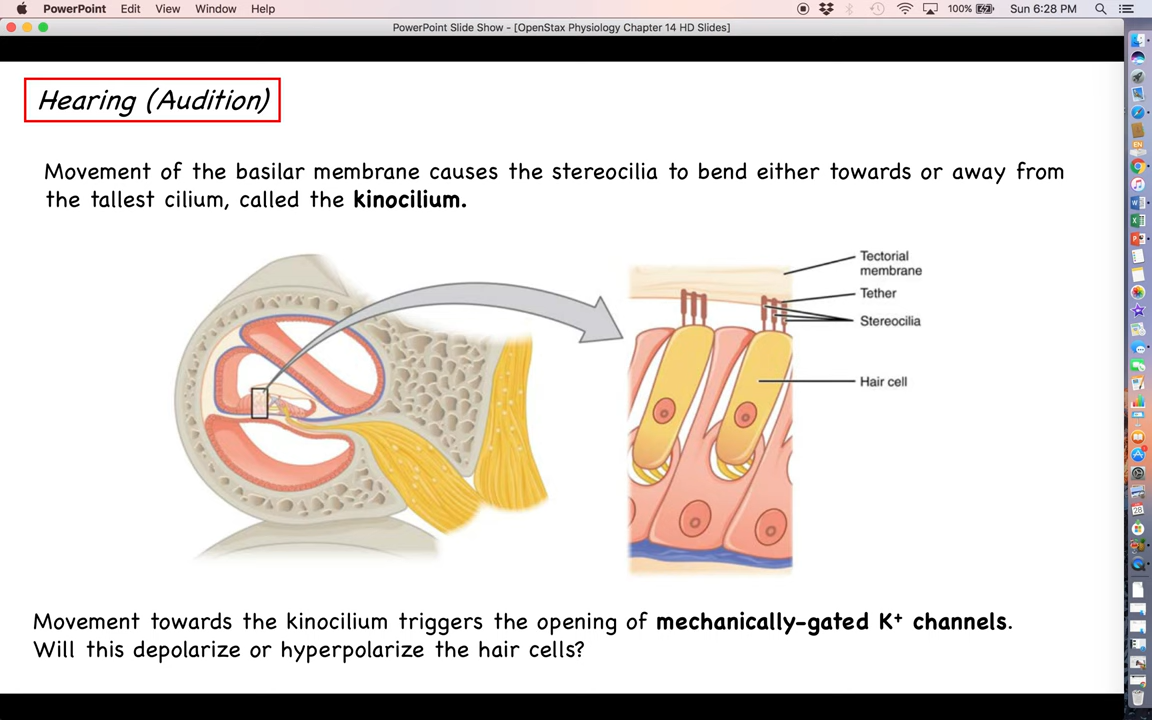 PowerPoint Edit View Window Help 100% Sun 6:28 PM
PowerPoint Slide Show - [OpenStax Physiology Chapter 14 HD Slides]
Hearing (Audition)
Movement of the basilar membrane causes the stereocilia to bend either towards or away from
the tallest cilium, called the kinocilium.
Tectorial
membrane
Tether
Stereocilia
Hair cell
Movement towards the kinocilium triggers the opening of mechanically-gated K⁺ channels.
Will this depolarize or hyperpolarize the hair cells?